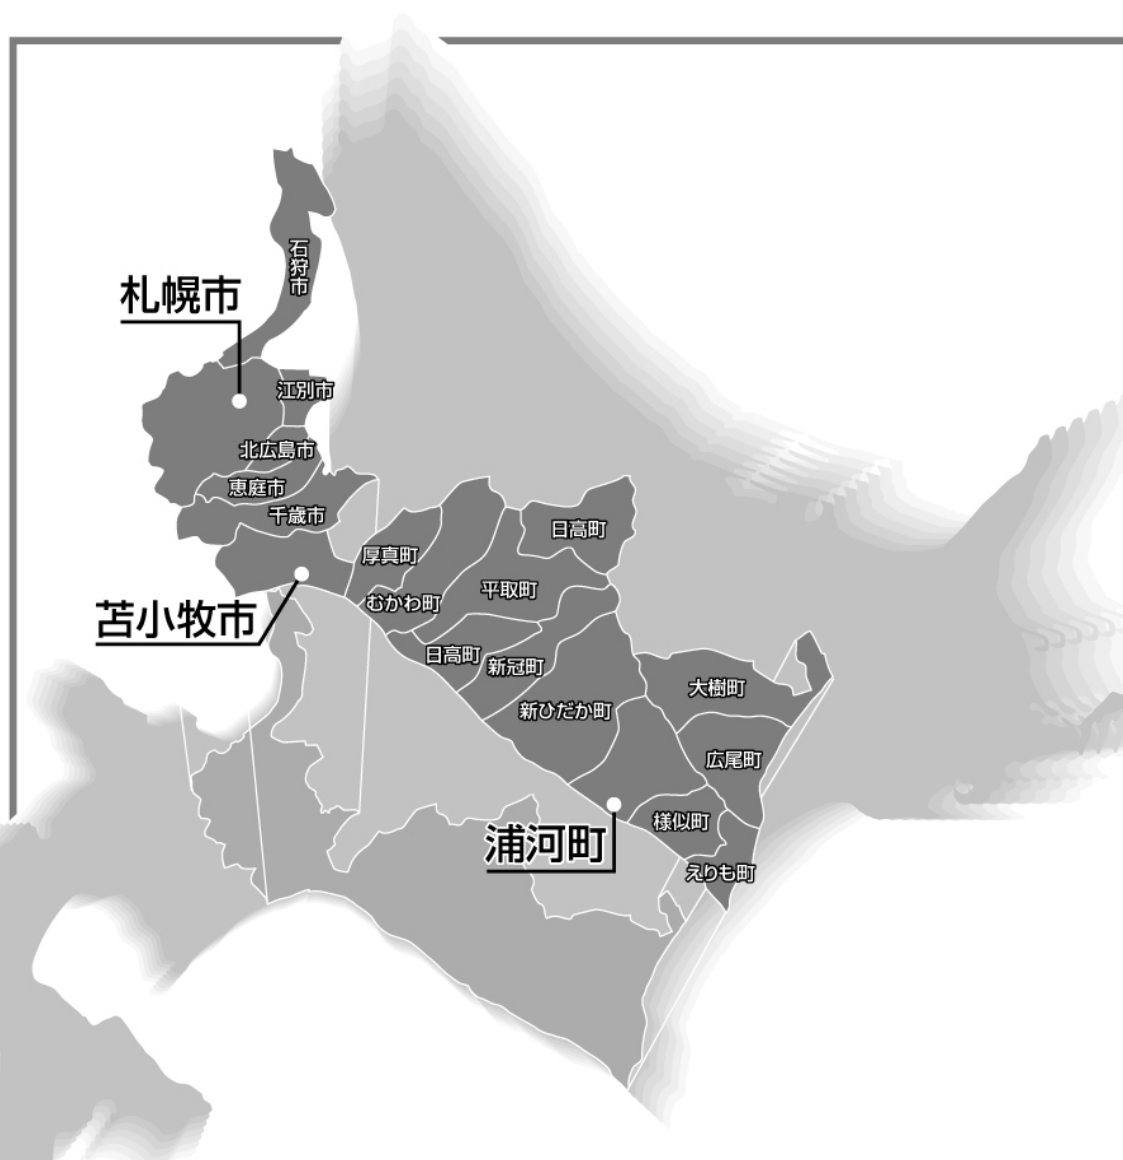 石狩市
札幌市
江別市
北広島市
恵庭市
千歳市
日高町
厚真町
平取町
むかわ町
苫小牧市
日高町
新冠町
大樹町
新ひだか町
広尾町
様似町
浦河町
えりも町